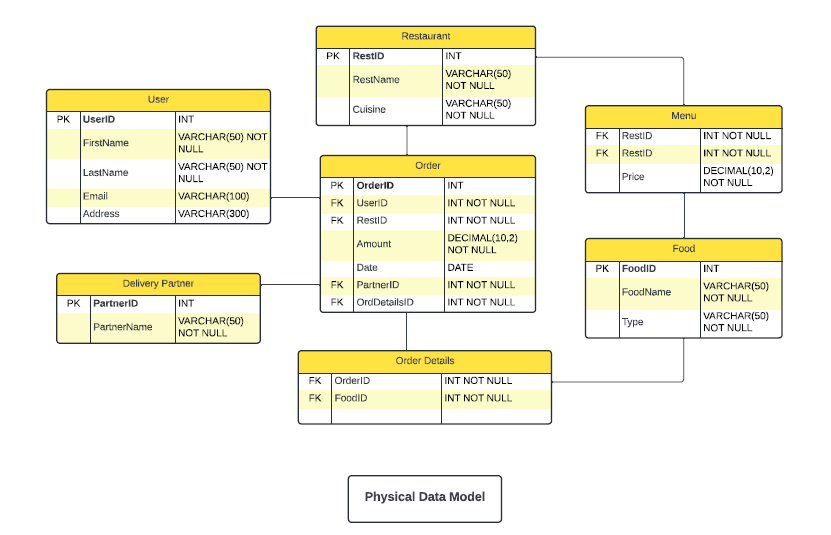 Restaurant
PK RestID INT
RestName VARCHAR(50)
NOT NULL
Cuisine VARCHAR(50)
NOT NULL
User
PK UserID INT
FirstName VARCHAR(50) NOT
NULL
LastName VARCHAR(50) NOT
NULL
Email VARCHAR(100)
Address VARCHAR(300)
Menu
FK RestID INT NOT NULL
FK RestID INT NOT NULL
Price DECIMAL(10,2)
NOT NULL
Order
PK OrderID INT
FK UserID INT NOT NULL
FK RestID INT NOT NULL
Amount DECIMAL(10,2)
NOT NULL
Date DATE
FK PartnerID INT NOT NULL
FK OrdDetailsID INT NOT NULL
Food
PK FoodID INT
FoodName VARCHAR(50)
NOT NULL
Type VARCHAR(50)
NOT NULL
Delivery Partner
PK PartnerID INT
PartnerName VARCHAR(50)
NOT NULL
Order Details
FK OrderID INT NOT NULL
FK FoodID INT NOT NULL
Physical Data Model